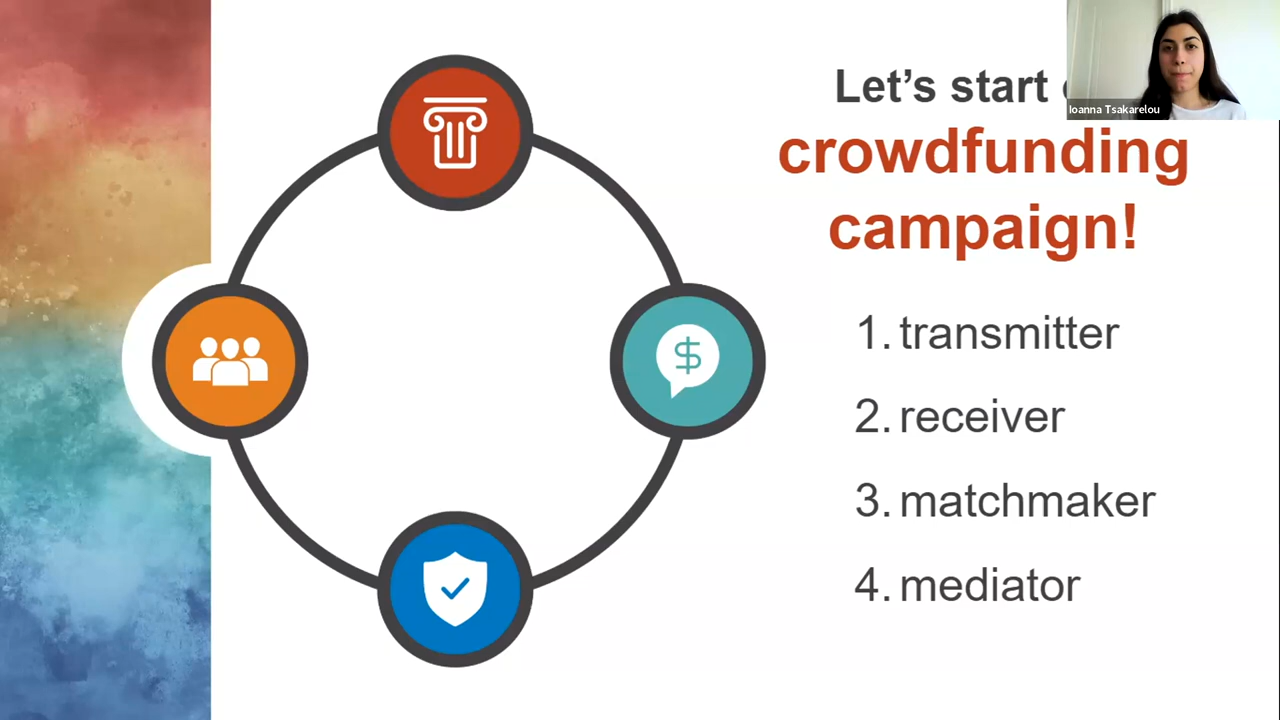 Let's start
Ioanna Tsakarelou
crowdfunding
campaign!
1. transmitter
2. receiver
3. matchmaker
4. mediator